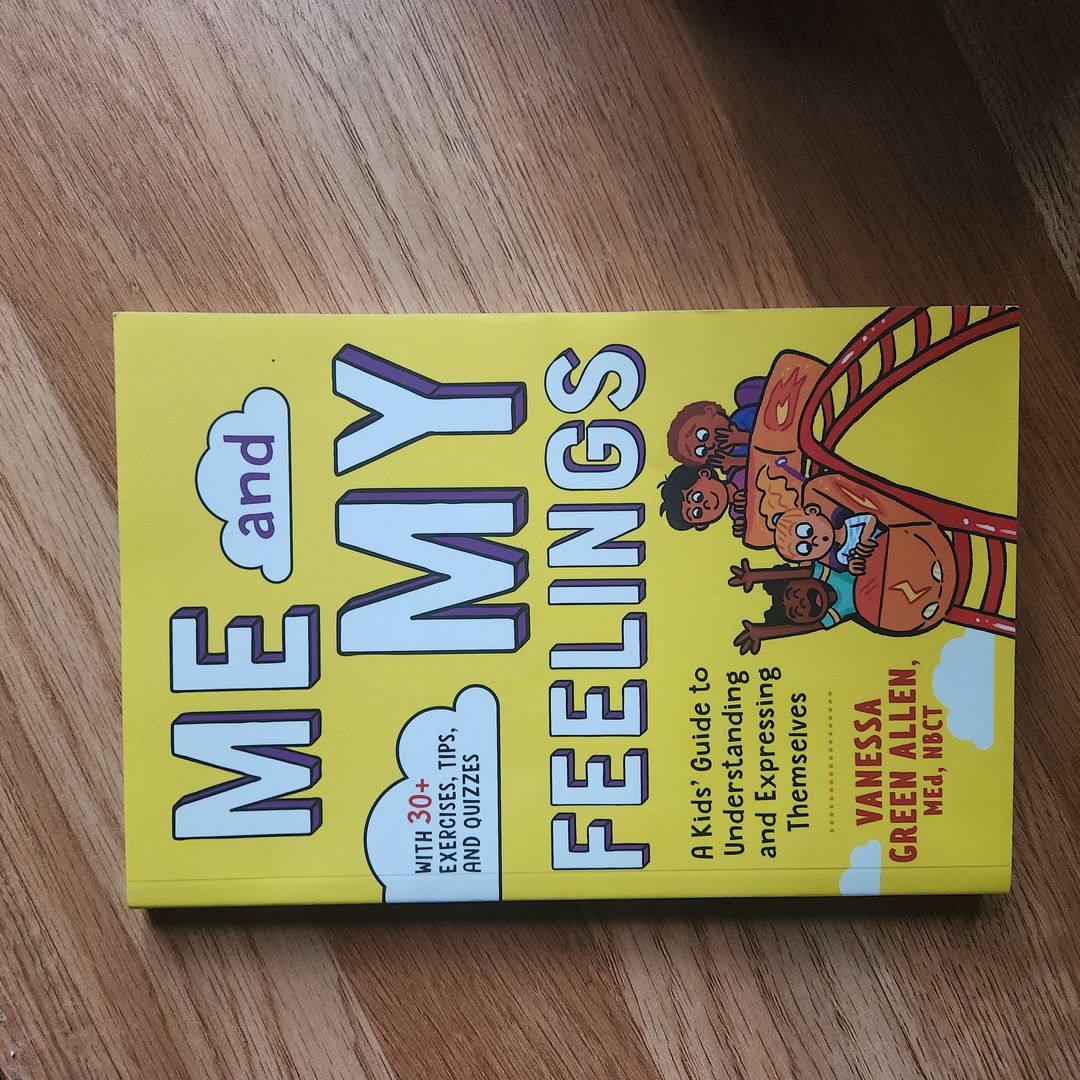 ME and
MY
WITH 30+
EXERCISES, TIPS,
AND QUIZZES
FEELINGS
A Kids' Guide to
Understanding
and Expressing
Themselves
VANESSA
GREEN ALLEN,
MEd, NBCT